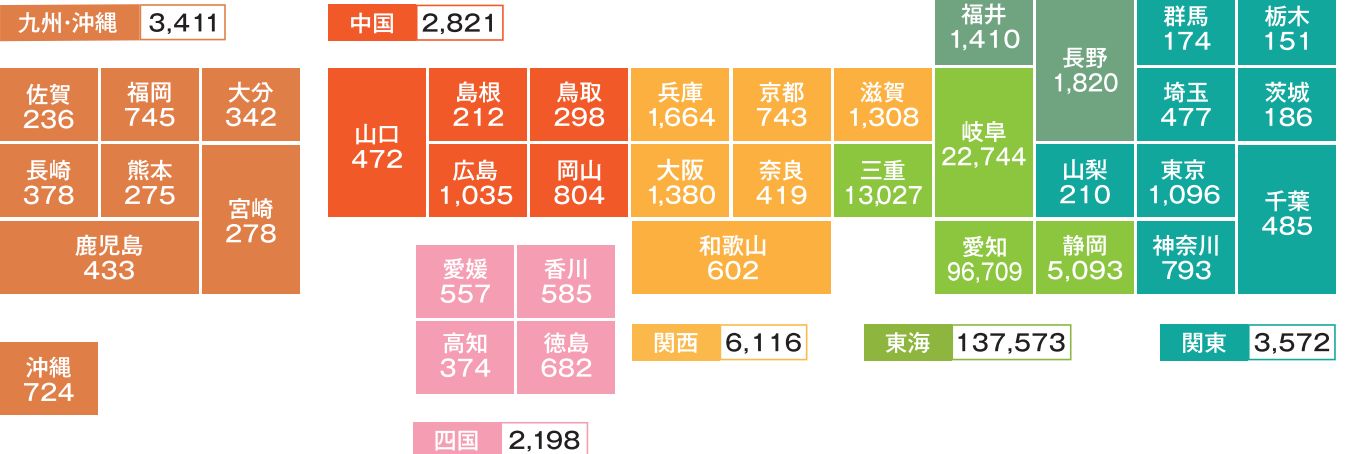 九州・沖縄 3,411
佐賀
236
福岡
745
大分
342
長崎
378
熊本
275
宮崎
278
鹿児島
433
沖縄
724
中国 2,821
山口
472
島根
212
鳥取
298
広島
1,035
岡山
804
愛媛
557
香川
585
高知
374
徳島
682
四国 2,198
兵庫
1,664
京都
743
滋賀
1,308
大阪
1,380
奈良
419
三重
13,027
和歌山
602
関西 6,116
福井
1,410
長野
1,820
岐阜
22,744
愛知
96,709
静岡
5,093
東海 137,573
群馬
174
栃木
151
埼玉
477
茨城
186
山梨
210
東京
1,096
千葉
485
神奈川
793
関東 3,572